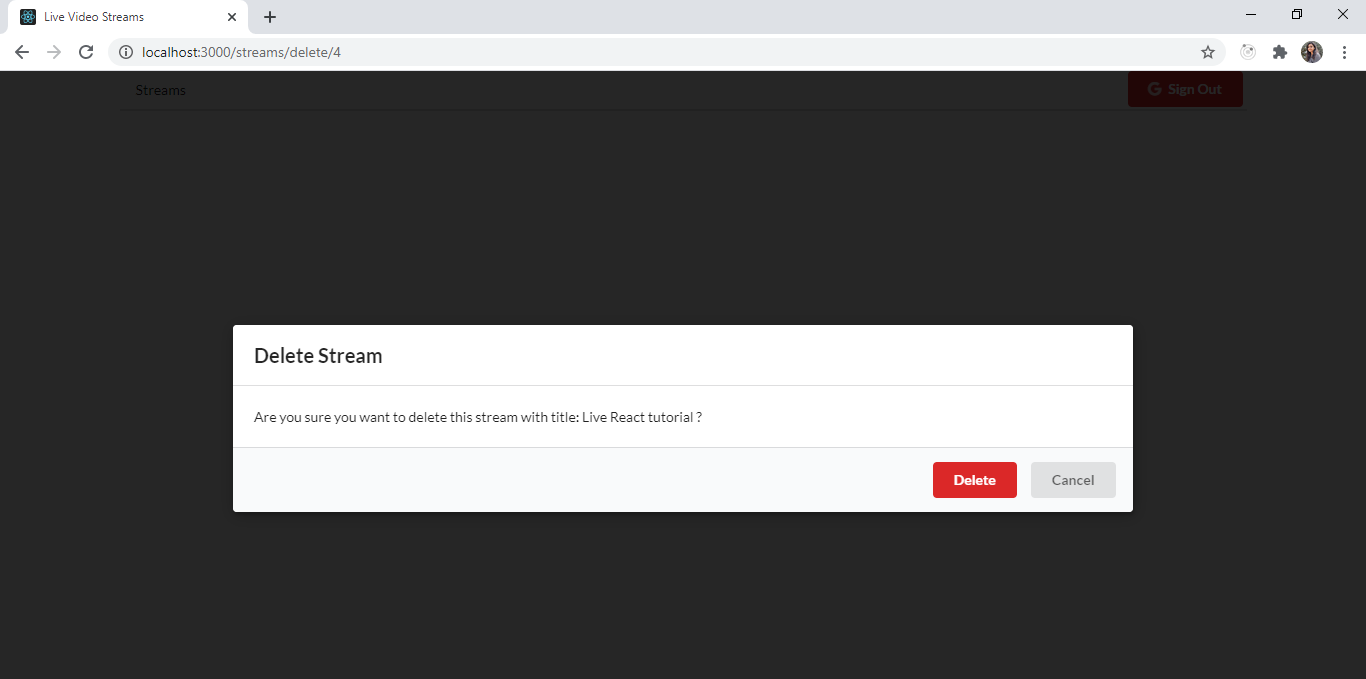 Live Video Streams
localhost:3000/streams/delete/4
Streams
Sign Out
Delete Stream
Are you sure you want to delete this stream with title: Live React tutorial ?
Delete
Cancel